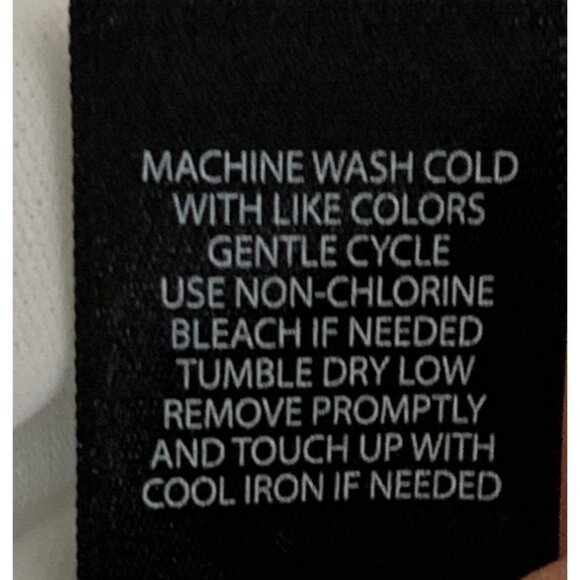 MACHINE WASH COLD
WITH LIKE COLORS
GENTLE CYCLE
USE NON-CHLORINE
BLEACH IF NEEDED
TUMBLE DRY LOW
REMOVE PROMPTLY
AND TOUCH UP WITH
COOL IRON IF NEEDED